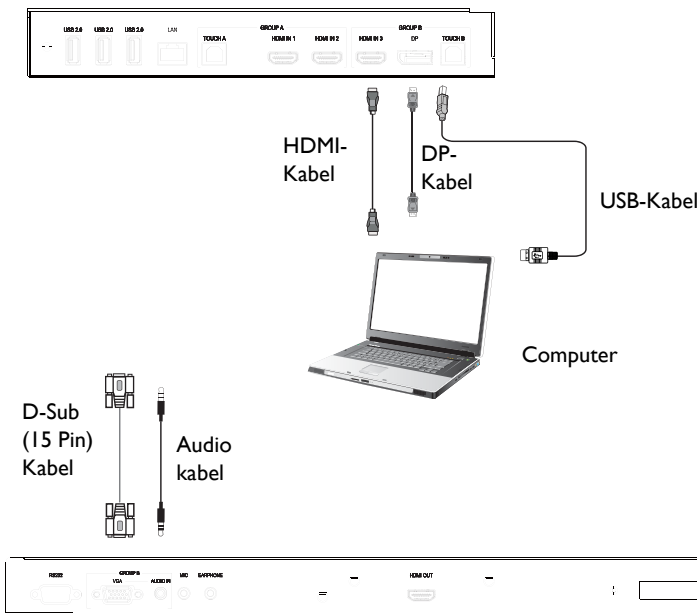 GROUP A
GROUP B
USB 2.0 USB 2.0 USB 2.0 LAN TOUCH A HDMI IN 1 HDMI IN 2 HDMI IN 3 DP TOUCH B
HDMI-
Kabel
DP-
Kabel
USB-Kabel
Computer
D-Sub
(15 Pin)
Kabel
Audio
kabel
GROUP B
RS232 VGA AUDIO IN MIC EARPHONE HDMI OUT